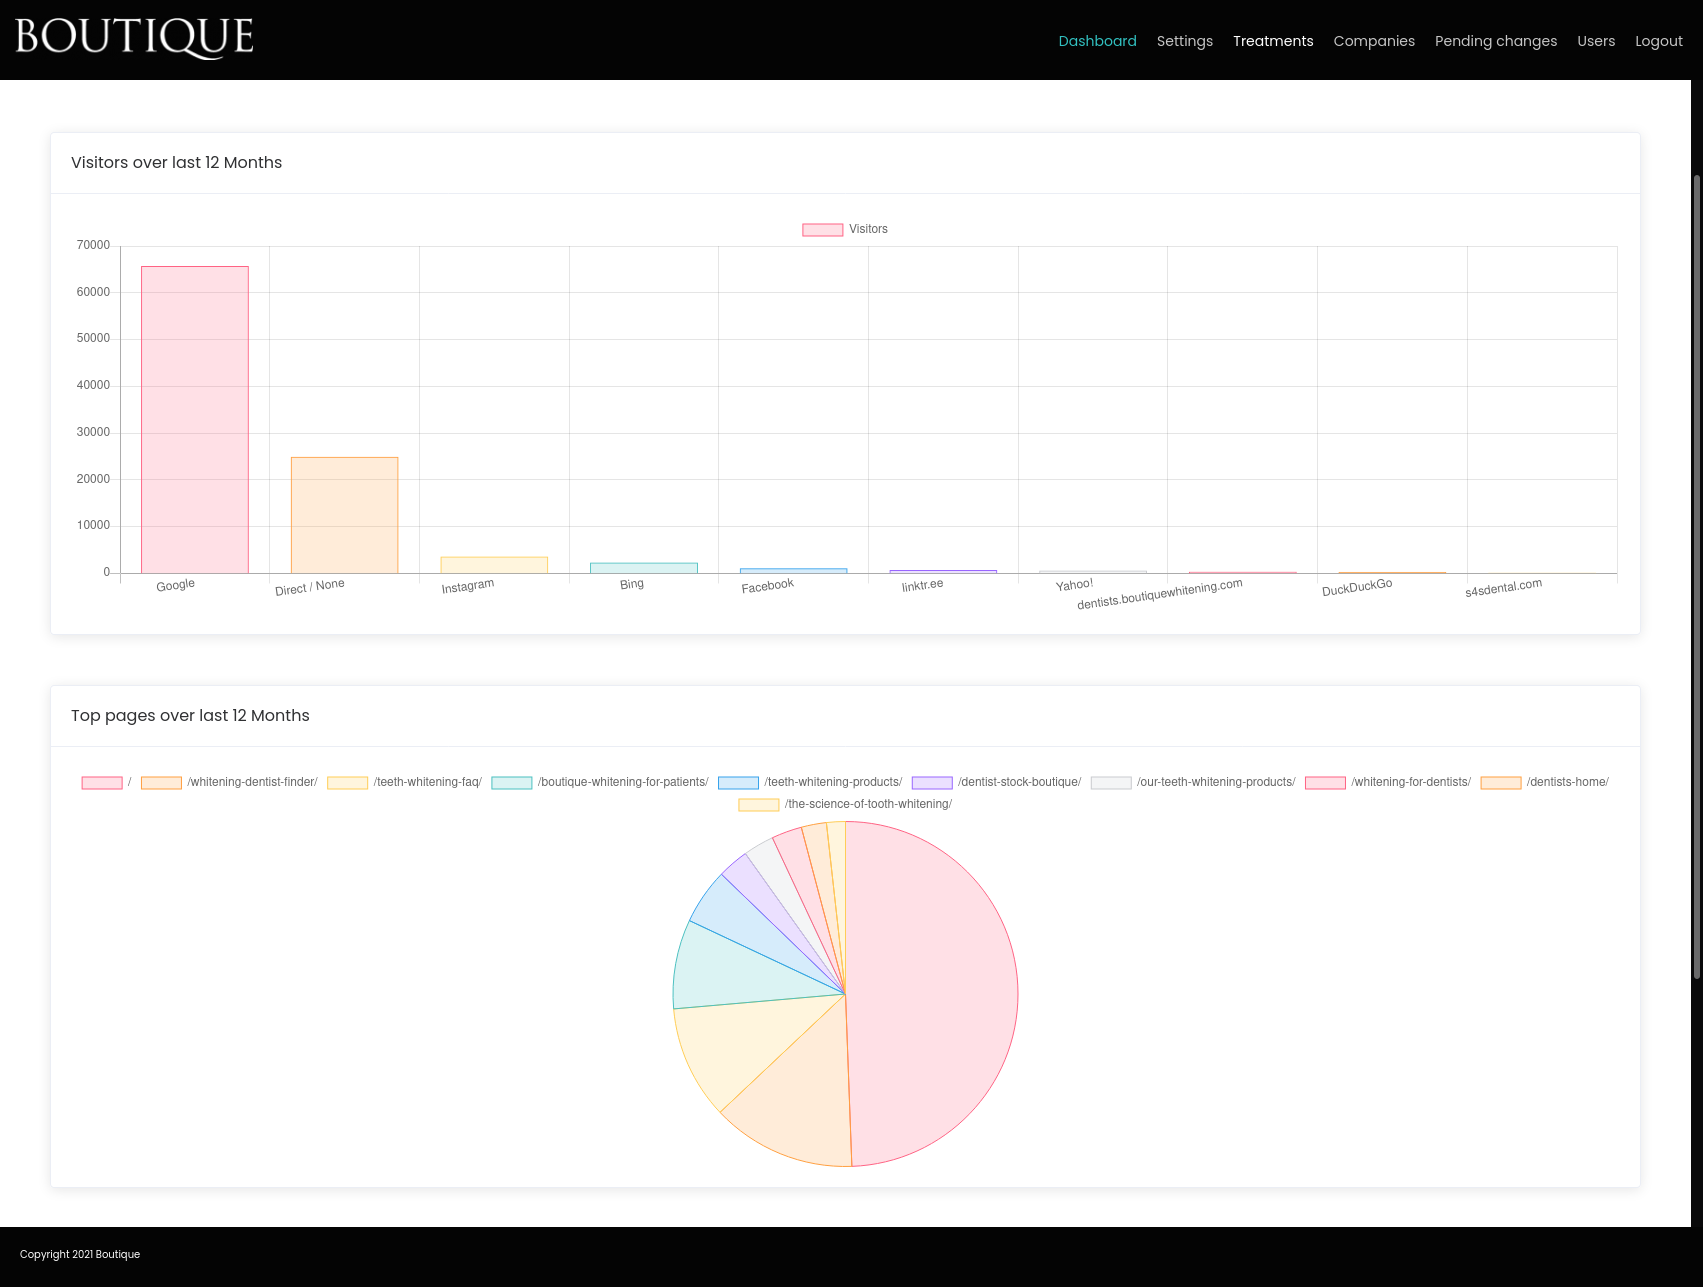 BOUTIQUE
Dashboard Settings Treatments Companies Pending changes Users Logout
Visitors over last 12 Months
Visitors
70000
60000
50000
40000
30000
20000
10000
0
Google Direct / None Instagram Bing Facebook linktr.ee Yahoo! dentists.boutiquewhitening.com DuckDuckGo s4sdental.com
Top pages over last 12 Months
/ /whitening-dentist-finder/ /teeth-whitening-faq/ /boutique-whitening-for-patients/ /teeth-whitening-products/ /dentist-stock-boutique/ /our-teeth-whitening-products/ /whitening-for-dentists/ /dentists-home/
/the-science-of-tooth-whitening/
Copyright 2021 Boutique